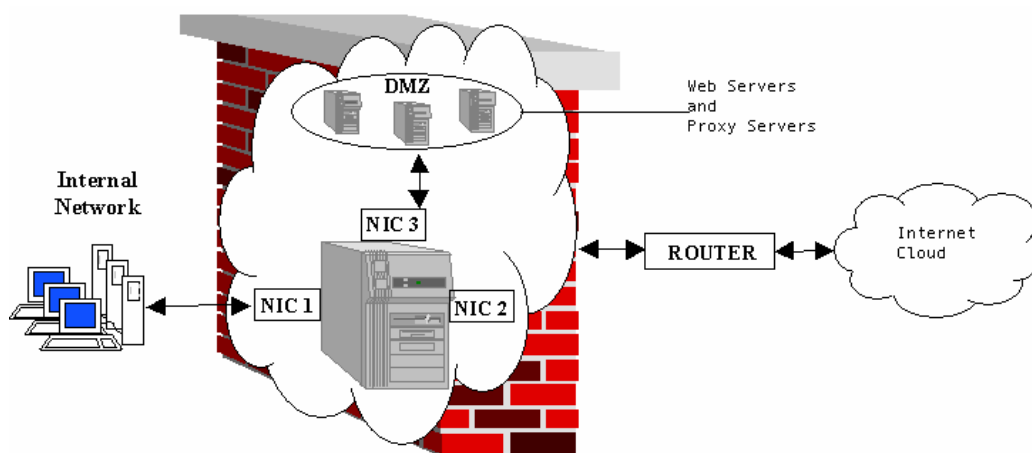 DMZ
Web Servers
and
Proxy Servers
Internal
Network
NIC 3
NIC 1
NIC 2
ROUTER
Internet
Cloud